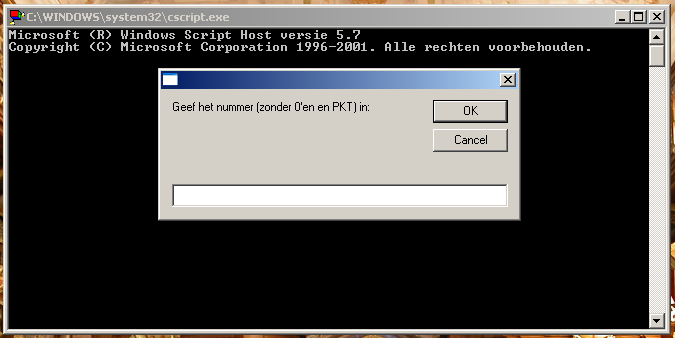 C:\WINDOWS\system32\cscript.exe
Microsoft (R) Windows Script Host versie 5.7
Copyright (C) Microsoft Corporation 1996-2001. Alle rechten voorbehouden.
Geef het nummer (zonder 0'en en PKT) in:
OK
Cancel